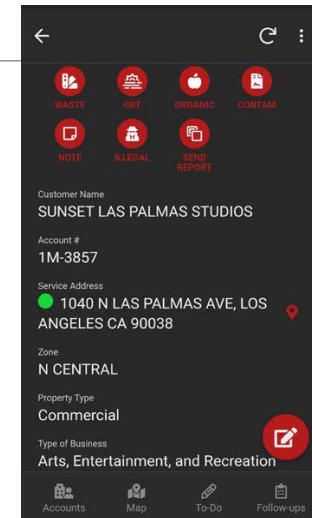 WASTE GRT ORGANIC CONTAM
NOTE ILLEGAL SEND
REPORT
Customer Name
SUNSET LAS PALMAS STUDIOS
Account #
1M-3857
Service Address
1040 N LAS PALMAS AVE, LOS
ANGELES CA 90038
Zone
N CENTRAL
Property Type
Commercial
Type of Business
Arts, Entertainment, and Recreation
Accounts Map To-Do Follow-ups